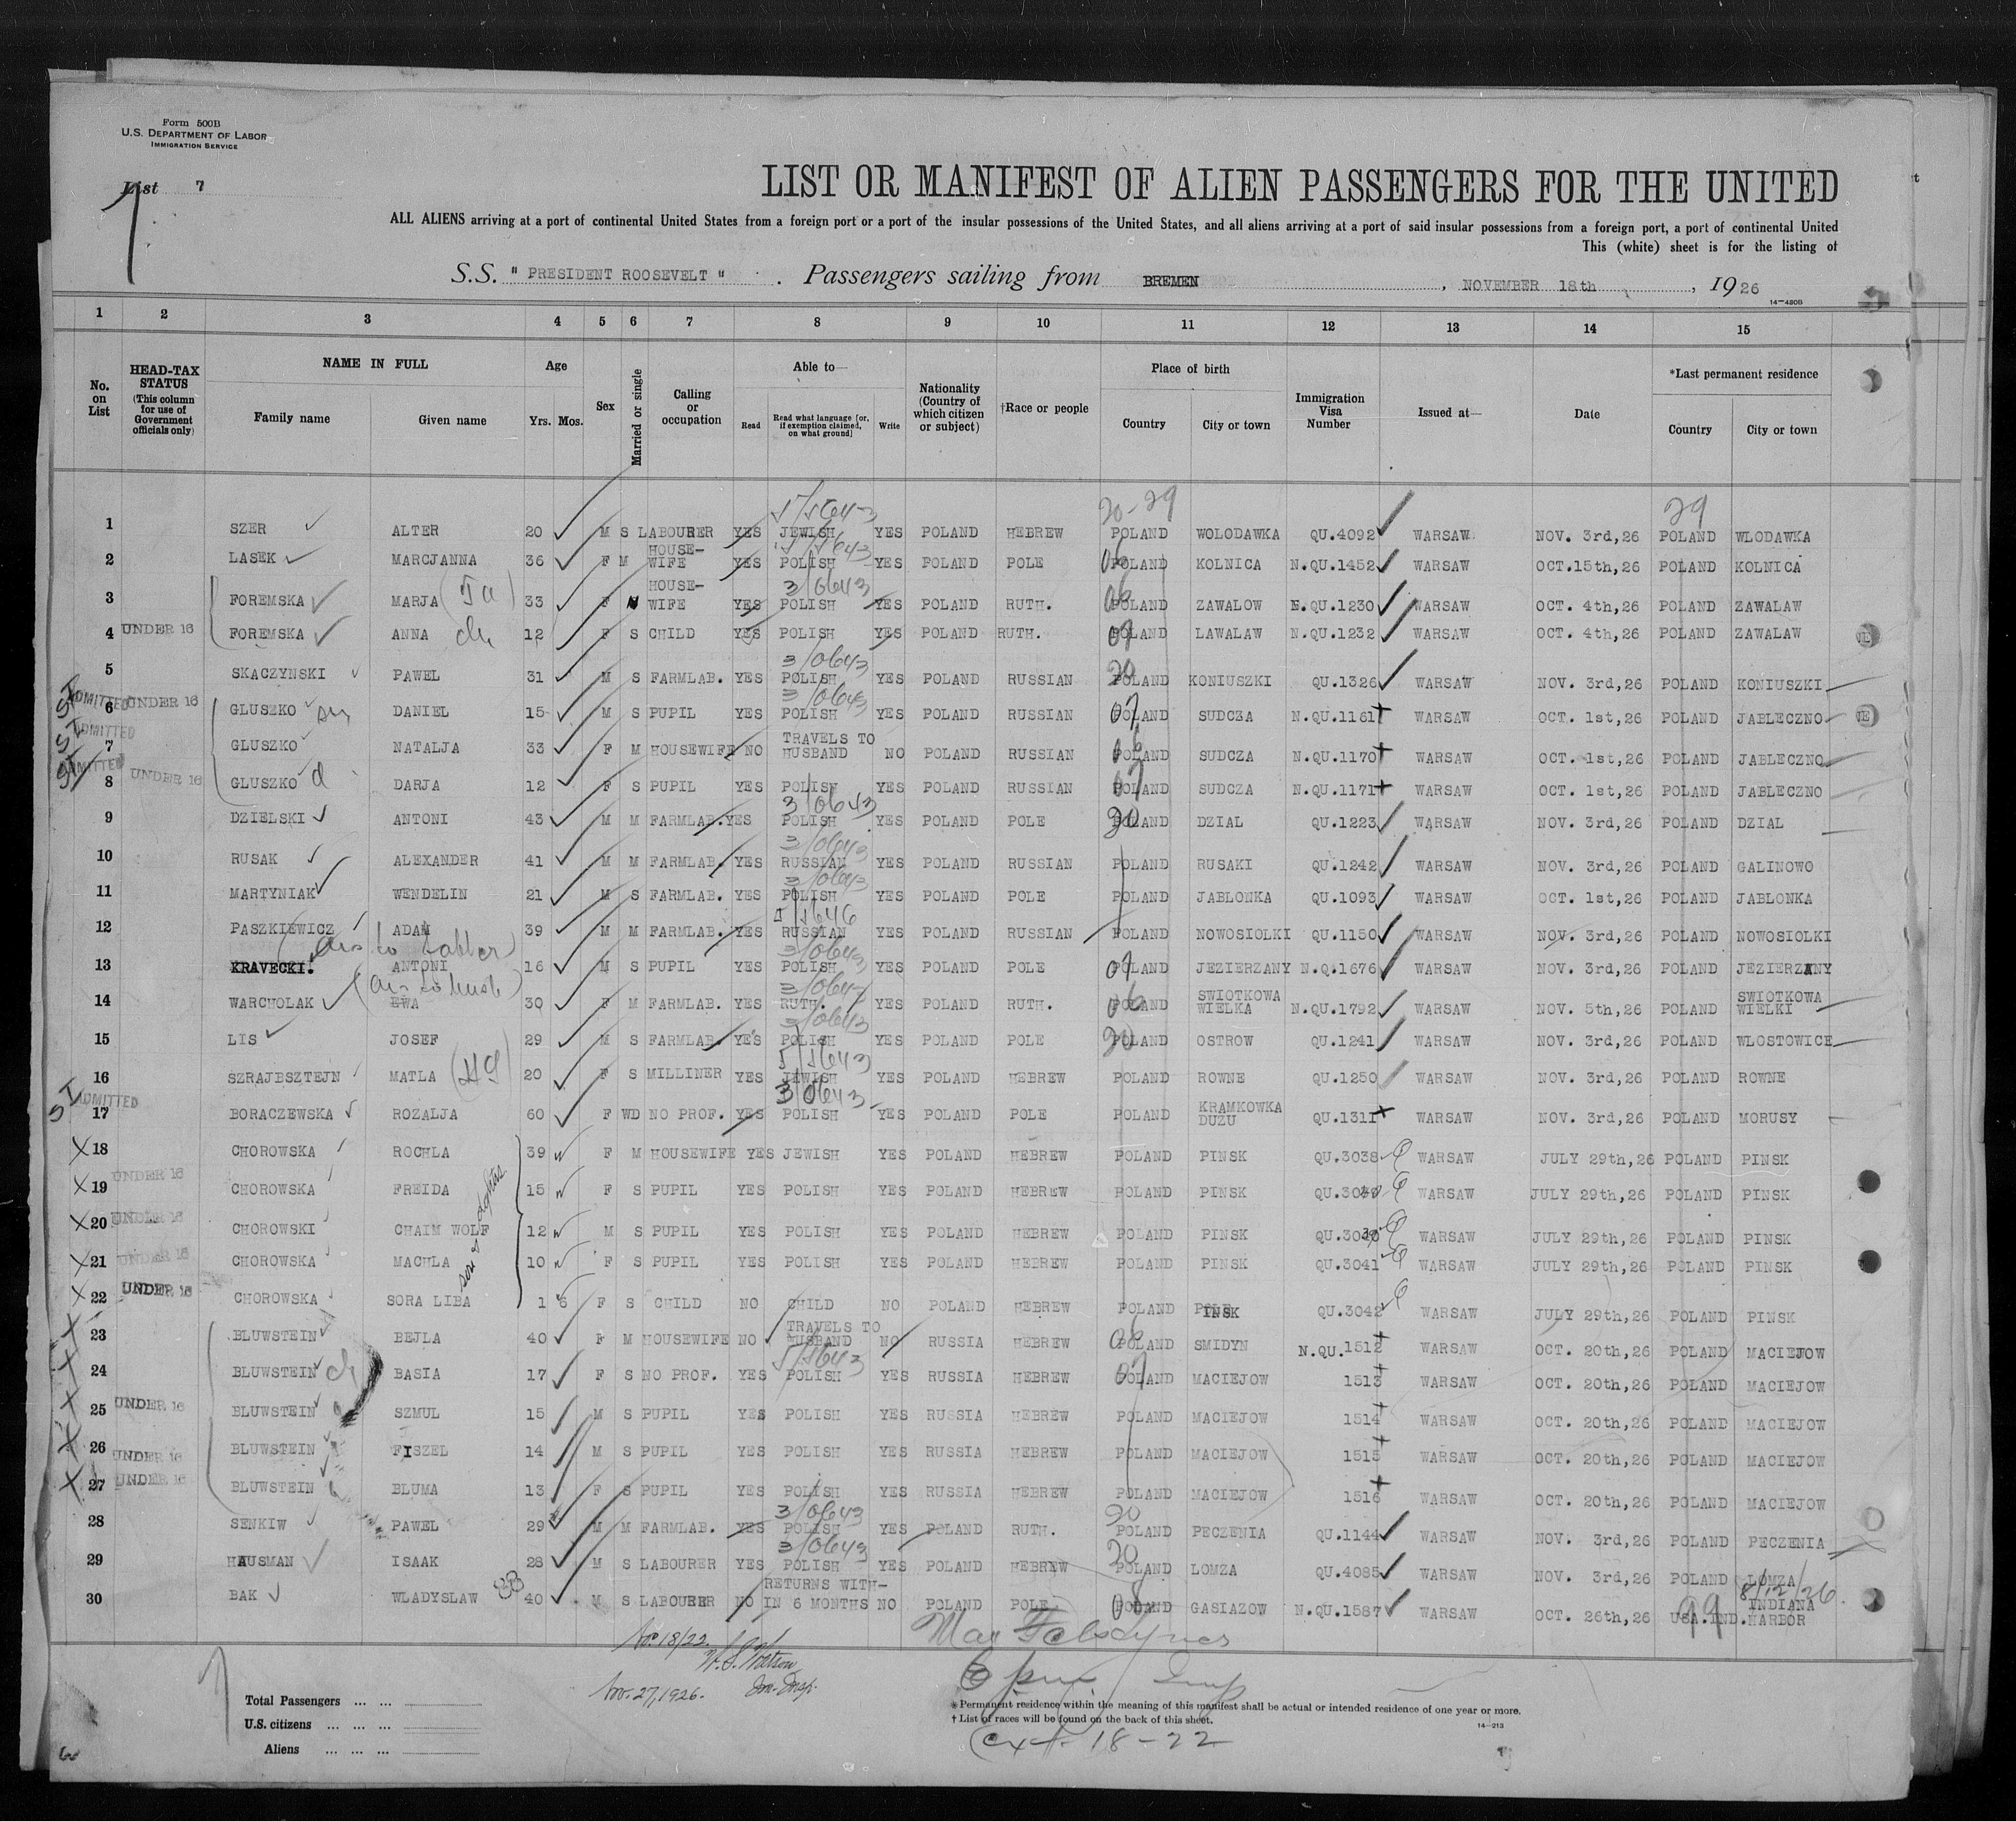 Form 500B
U.S. DEPARTMENT OF LABOR
IMMIGRATION SERVICE
List 7
LIST OR MANIFEST OF ALIEN PASSENGERS FOR THE UNITED
ALL ALIENS arriving at a port of continental United States from a foreign port or a port of the insular possessions of the United States, and all aliens arriving at a port of said insular possessions from a foreign port, a port of continental United
This (white) sheet is for the listing of
S.S. " PRESIDENT ROOSEVELT " . Passengers sailing from BREMEN , NOVEMBER 18th , 1926
14—480B
1 2 3 4 5 6 7 8 9 10 11 12 13 14 15
No. on List
HEAD-TAX STATUS (This column for use of Government officials only)
NAME IN FULL
Family name Given name
Age Yrs. Mos.
Sex
Married or single
Calling or occupation
Able to—
Read Read what language [or, if exemption claimed, on what ground] Write
Nationality (Country of which citizen or subject)
†Race or people
Place of birth
Country City or town
Immigration Visa Number
Issued at—
Date
*Last permanent residence
Country City or town
5/5643 20-29 29
1 SZER ALTER 20 M S LABOURER YES JEWISH YES POLAND HEBREW POLAND WOLODAWKA QU.4092 WARSAW NOV. 3rd,26 POLAND WLODAWKA
2 LASEK MARCJANNA 36 F M HOUSE-WIFE YES POLISH YES POLAND POLE POLAND KOLNICA N.QU.1452 WARSAW OCT.15th,26 POLAND KOLNICA
3 FOREMSKA MARJA 33 F M HOUSE-WIFE YES POLISH YES POLAND RUTH. POLAND ZAWALOW N.QU.1230 WARSAW OCT. 4th,26 POLAND ZAWALAW
4 UNDER 16 FOREMSKA ANNA ch 12 F S CHILD YES POLISH YES POLAND RUTH. POLAND LAWALAW N.QU.1232 WARSAW OCT. 4th,26 POLAND ZAWALAW
5 SKACZYNSKI PAWEL 31 M S FARMLAB. YES POLISH YES POLAND RUSSIAN POLAND KONIUSZKI QU.1326 WARSAW NOV. 3rd,26 POLAND KONIUSZKI
SI ADMITTED 6 UNDER 16 GLUSZKO DANIEL 15 M S PUPIL YES POLISH YES POLAND RUSSIAN POLAND SUDCZA N.QU.1161 WARSAW OCT. 1st,26 POLAND JABLECZNO
SI ADMITTED 7 GLUSZKO NATALJA 33 F M HOUSEWIFE NO TRAVELS TO HUSBAND NO POLAND RUSSIAN POLAND SUDCZA N.QU.1170 WARSAW OCT. 1st,26 POLAND JABLECZNO
SI ADMITTED 8 UNDER 16 GLUSZKO d DARJA 12 F S PUPIL YES POLISH YES POLAND RUSSIAN POLAND SUDCZA N.QU.1171 WARSAW OCT. 1st,26 POLAND JABLECZNO
9 DZIELSKI ANTONI 43 M M FARMLAB. YES POLISH YES POLAND POLE POLAND DZIAL QU.1223 WARSAW NOV. 3rd,26 POLAND DZIAL
10 RUSAK ALEXANDER 41 M M FARMLAB. YES RUSSIAN YES POLAND RUSSIAN POLAND RUSAKI QU.1242 WARSAW NOV. 3rd,26 POLAND GALINOWO
11 MARTYNIAK WENDELIN 21 M S FARMLAB. YES POLISH YES POLAND POLE POLAND JABLONKA QU.1093 WARSAW OCT. 1st,26 POLAND JABLONKA
12 PASZKIEWICZ ADAM 39 M M FARMLAB. YES RUSSIAN YES POLAND RUSSIAN POLAND NOWOSIOLKI QU.1150 WARSAW NOV. 3rd,26 POLAND NOWOSIOLKI
13 KRAVECKI. ANTONI 16 M S PUPIL YES POLISH YES POLAND POLE POLAND JEZIERZANY N.Q.1676 WARSAW NOV. 3rd,26 POLAND JEZIERZANY
14 WARCHOLAK EWA 30 F M FARMLAB. YES RUTH. YES POLAND RUTH. POLAND SWIOTKOWA WIELKA N.QU.1792 WARSAW NOV. 5th,26 POLAND SWIOTKOWA WIELKI
15 LIS JOSEF 29 M S FARMLAB. YES POLISH YES POLAND POLE POLAND OSTROW QU.1241 WARSAW NOV. 3rd,26 POLAND WLOSTOWICE
16 SZRAJBSZTEJN MATLA 20 F S MILLINER YES JEWISH YES POLAND HEBREW POLAND ROWNE QU.1250 WARSAW NOV. 3rd,26 POLAND ROWNE
SI ADMITTED 17 BORACZEWSKA ROZALJA 60 F WD NO PROF. YES POLISH YES POLAND POLE POLAND KRAMKOWKA DUZU QU.1311 WARSAW NOV. 3rd,26 POLAND MORUSY
X 18 CHOROWSKA ROCHLA 39 F M HOUSEWIFE YES JEWISH YES POLAND HEBREW POLAND PINSK QU.3038 WARSAW JULY 29th,26 POLAND PINSK
X 19 UNDER 16 CHOROWSKA FREIDA 15 F S PUPIL YES POLISH YES POLAND HEBREW POLAND PINSK WARSAW JULY 29th,26 POLAND PINSK
X 20 UNDER 16 CHOROWSKI CHAIM WOLF 12 M S PUPIL YES POLISH YES POLAND HEBREW POLAND PINSK WARSAW JULY 29th,26 POLAND PINSK
X 21 UNDER 16 CHOROWSKA MACHLA 10 F S PUPIL YES POLISH YES POLAND HEBREW POLAND PINSK QU.3041 WARSAW JULY 29th,26 POLAND PINSK
X 22 UNDER 16 CHOROWSKA SORA LIBA 1 6 F S CHILD NO CHILD NO POLAND HEBREW POLAND PINSK QU.3042 WARSAW JULY 29th,26 POLAND PINSK
X 23 BLUWSTEIN BEJLA 40 F M HOUSEWIFE NO TRAVELS TO HUSBAND NO RUSSIA HEBREW POLAND SMIDYN N.QU.1512 WARSAW OCT. 20th,26 POLAND MACIEJOW
X 24 BLUWSTEIN ch BASIA 17 F S NO PROF. YES POLISH YES RUSSIA HEBREW POLAND MACIEJOW 1513 WARSAW OCT. 20th,26 POLAND MACIEJOW
X 25 UNDER 16 BLUWSTEIN SZMUL 15 M S PUPIL YES POLISH YES RUSSIA HEBREW POLAND MACIEJOW 1514 WARSAW OCT. 20th,26 POLAND MACIEJOW
X 26 UNDER 16 BLUWSTEIN FISZEL 14 M S PUPIL YES POLISH YES RUSSIA HEBREW POLAND MACIEJOW 1515 WARSAW OCT. 20th,26 POLAND MACIEJOW
X 27 UNDER 16 BLUWSTEIN BLUMA 13 F S PUPIL YES POLISH YES RUSSIA HEBREW POLAND MACIEJOW 1516 WARSAW OCT. 20th,26 POLAND MACIEJOW
28 SENKIW PAWEL 29 M M FARMLAB. YES POLISH YES POLAND RUTH. POLAND PECZENIA QU.1144 WARSAW NOV. 3rd,26 POLAND PECZENIA
29 HAUSMAN ISAAK 28 M S LABOURER YES POLISH YES POLAND HEBREW POLAND LOMZA QU.4085 WARSAW NOV. 3rd,26 POLAND LOMZA
30 BAK WLADYSLAW 40 M S LABOURER NO RETURNS WITH-IN 6 MONTHS NO POLAND POLE POLAND GASIAZOW N.QU.1587 WARSAW OCT. 26th,26 USA.IND. INDIANA HARBOR
8/12/26.
No. 18/22.
W. S. Watson
Nov. 27, 1926. Im. Insp.
Total Passengers ... ...
U.S. citizens ... ... ...
Aliens ... ... ...
* Permanent residence within the meaning of this manifest shall be actual or intended residence of one year or more.
† List of races will be found on the back of this sheet.
14—213
18-22